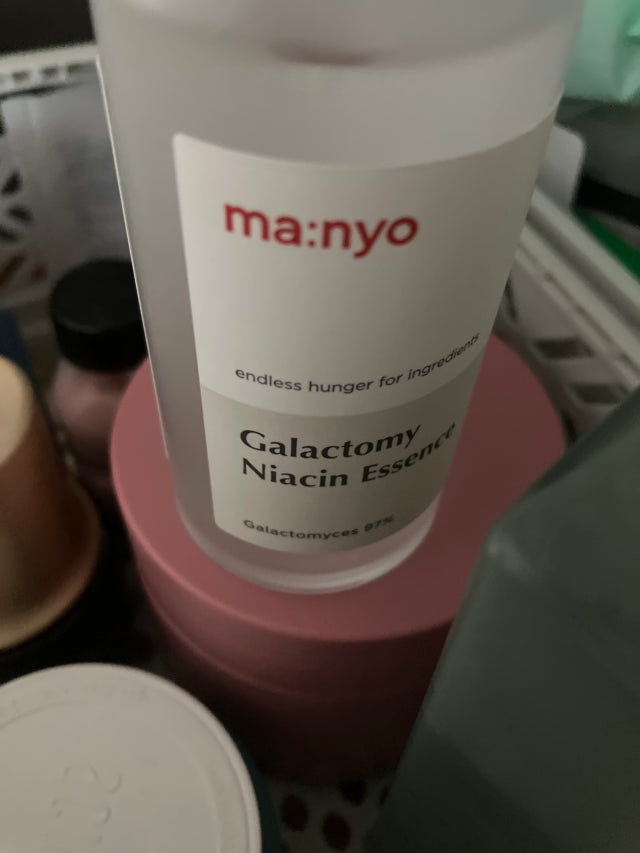 ma:nyo
endless hunger for ingredients
Galactomy
Niacin Essence
Galactomyces 97%